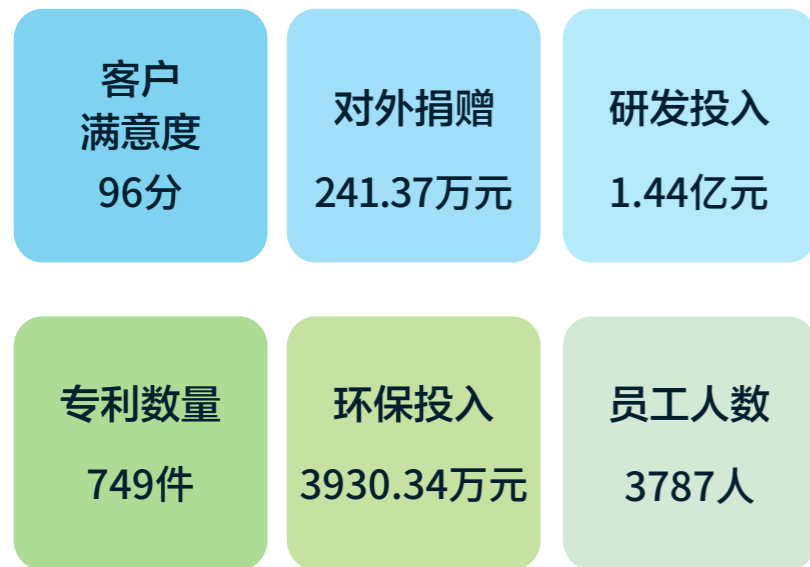 客户
满意度
96分
对外捐赠
241.37万元
研发投入
1.44亿元
专利数量
749件
环保投入
3930.34万元
员工人数
3787人